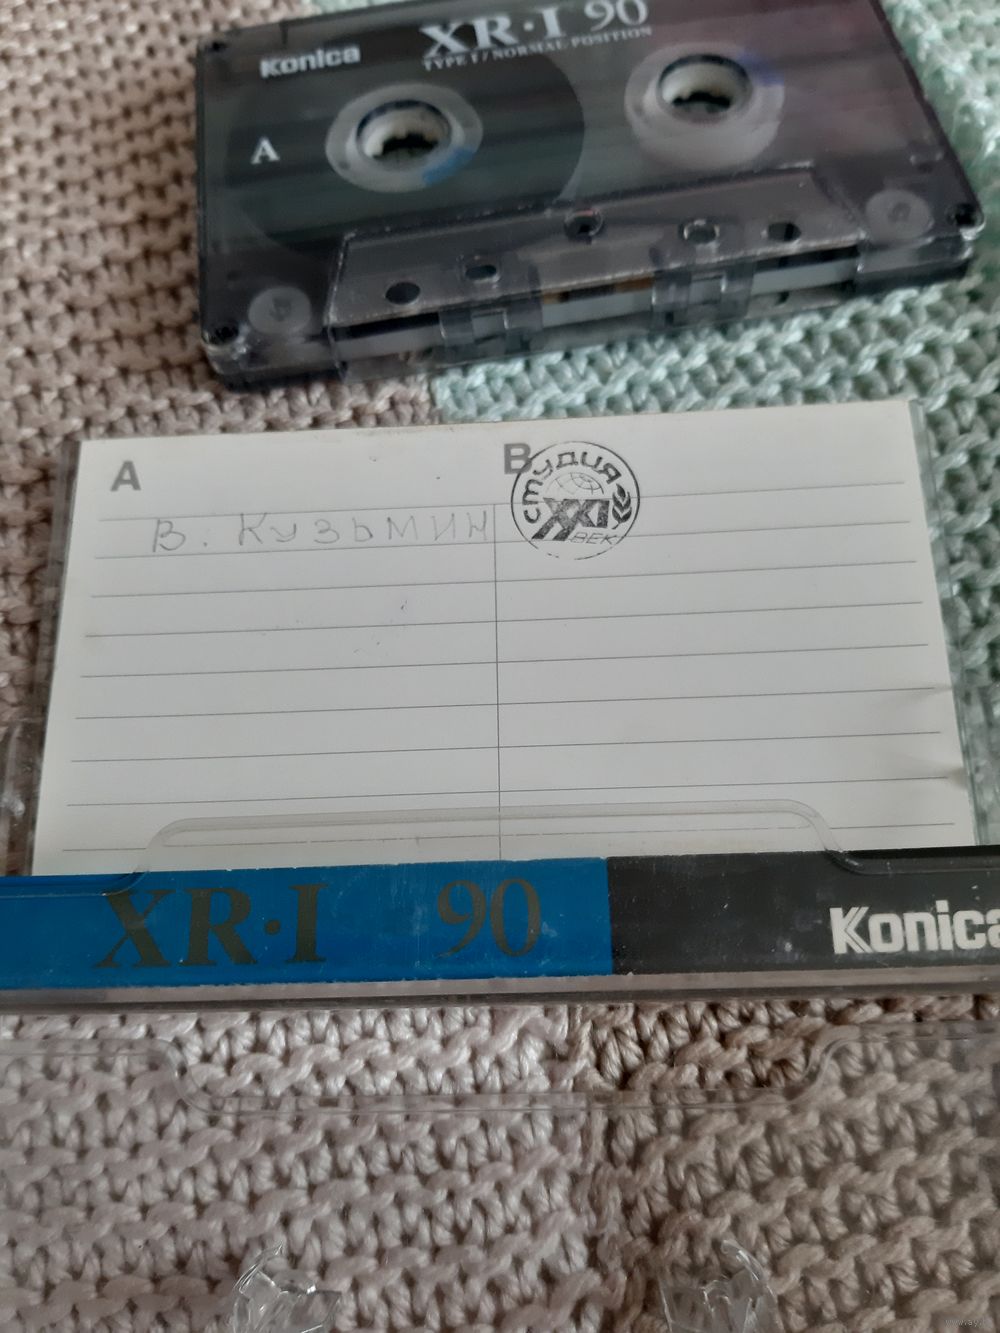 XR·I 90
Konica
TYPE I / NORMAL POSITION
A
A
B
СТУДИЯ
XXI
ВЕК
В. Кузьмин
XR·I 90
Konica